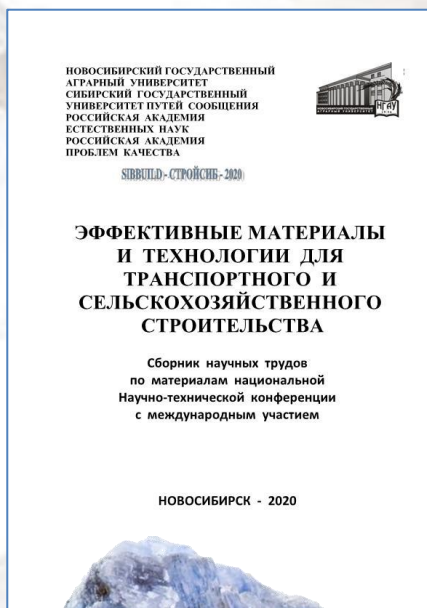 НОВОСИБИРСКИЙ ГОСУДАРСТВЕННЫЙ
АГРАРНЫЙ УНИВЕРСИТЕТ
СИБИРСКИЙ ГОСУДАРСТВЕННЫЙ
УНИВЕРСИТЕТ ПУТЕЙ СООБЩЕНИЯ
РОССИЙСКАЯ АКАДЕМИЯ
ЕСТЕСТВЕННЫХ НАУК
РОССИЙСКАЯ АКАДЕМИЯ
ПРОБЛЕМ КАЧЕСТВА
НГАУ
SIBBUILD - СТРОЙСИБ - 2020
ЭФФЕКТИВНЫЕ МАТЕРИАЛЫ
И ТЕХНОЛОГИИ ДЛЯ
ТРАНСПОРТНОГО И
СЕЛЬСКОХОЗЯЙСТВЕННОГО
СТРОИТЕЛЬСТВА
Сборник научных трудов
по материалам национальной
Научно-технической конференции
с международным участием
НОВОСИБИРСК - 2020